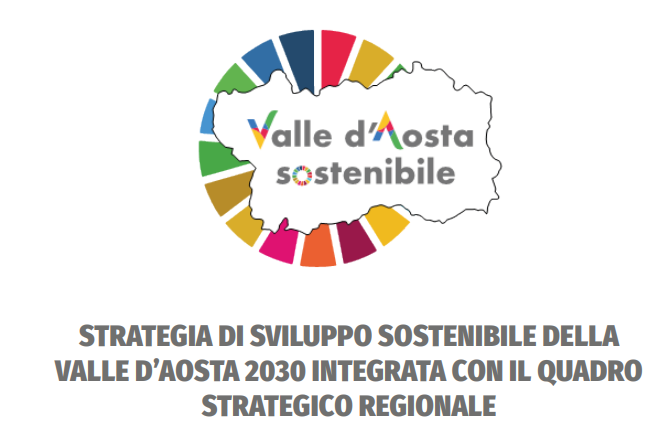 Valle d'Aosta
sostenibile
STRATEGIA DI SVILUPPO SOSTENIBILE DELLA
VALLE D’AOSTA 2030 INTEGRATA CON IL QUADRO
STRATEGICO REGIONALE